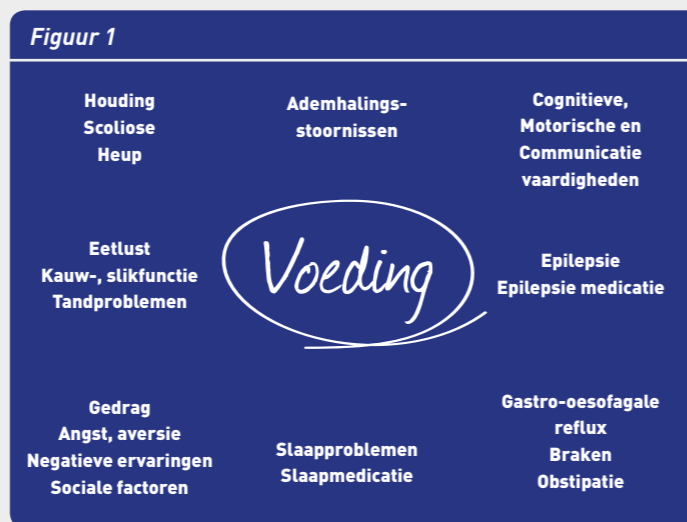 Figuur 1
Houding
Scoliose
Heup
Ademhalings-
stoornissen
Cognitieve,
Motorische en
Communicatie
vaardigheden
Eetlust
Kauw-, slikfunctie
Tandproblemen
Voeding
Epilepsie
Epilepsie medicatie
Gedrag
Angst, aversie
Negatieve ervaringen
Sociale factoren
Slaapproblemen
Slaapmedicatie
Gastro-oesofagale
reflux
Braken
Obstipatie